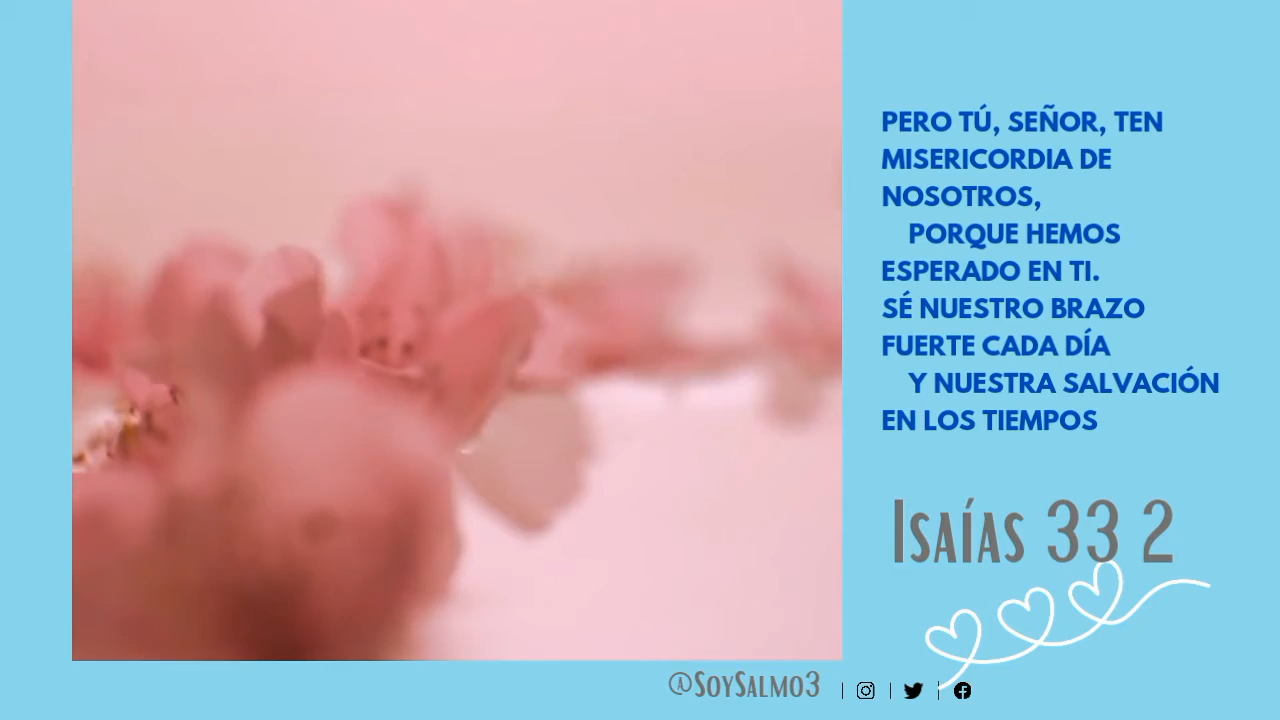 PERO TÚ, SEÑOR, TEN
MISERICORDIA DE
NOSOTROS,
PORQUE HEMOS
ESPERADO EN TI.
SÉ NUESTRO BRAZO
FUERTE CADA DÍA
Y NUESTRA SALVACIÓN
EN LOS TIEMPOS
Isaías 33 2
@SoySalmo3